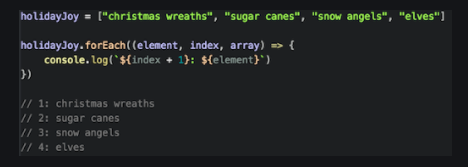 holidayJoy = ["christmas wreaths", "sugar canes", "snow angels", "elves"]
holidayJoy.forEach((element, index, array) => {
console.log(`${index + 1}: ${element}`)
})
// 1: christmas wreaths
// 2: sugar canes
// 3: snow angels
// 4: elves